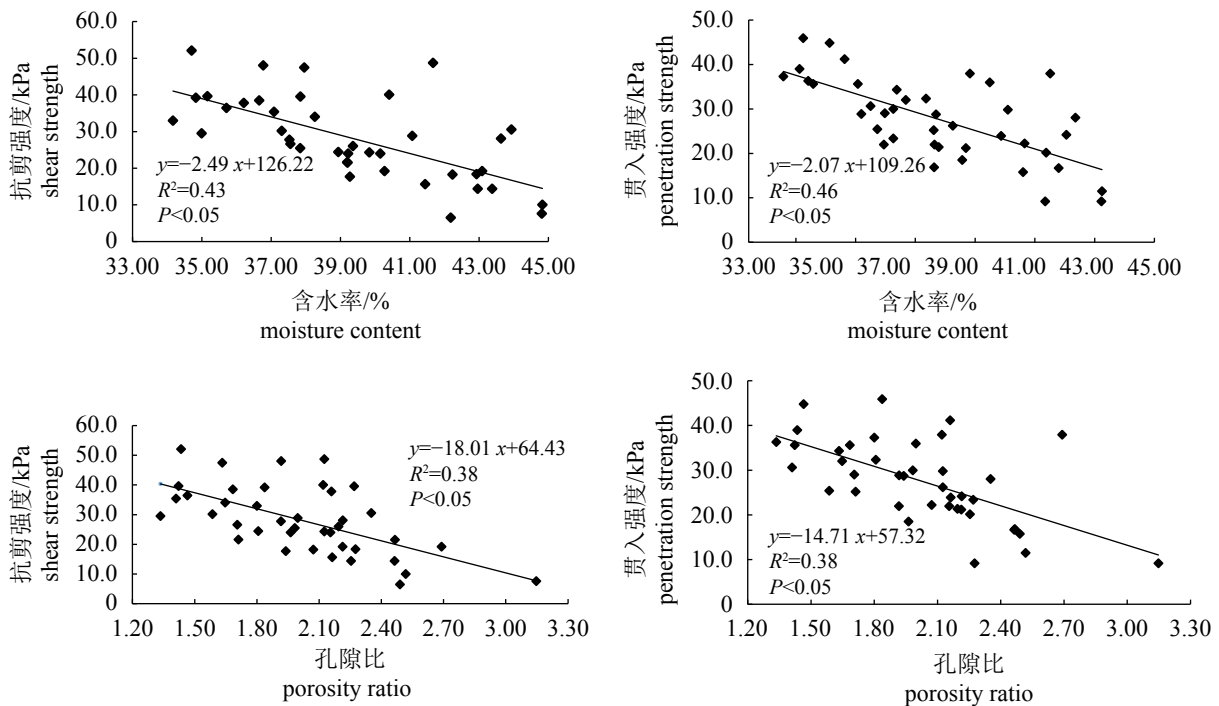 60.0
50.0
40.0
30.0
20.0
10.0
0
抗剪强度/kPa
shear strength
y=−2.49 x+126.22
R²=0.43
P<0.05
33.00 35.00 37.00 39.00 41.00 43.00 45.00
含水率/%
moisture content
50.0
40.0
30.0
20.0
10.0
0
贯入强度/kPa
penetration strength
y=−2.07 x+109.26
R²=0.46
P<0.05
33.00 35.00 37.00 39.00 41.00 43.00 45.00
含水率/%
moisture content
60.0
50.0
40.0
30.0
20.0
10.0
0
抗剪强度/kPa
shear strength
y=−18.01 x+64.43
R²=0.38
P<0.05
1.20 1.50 1.80 2.10 2.40 2.70 3.00 3.30
孔隙比
porosity ratio
50.0
40.0
30.0
20.0
10.0
0
贯入强度/kPa
penetration strength
y=−14.71 x+57.32
R²=0.38
P<0.05
1.20 1.50 1.80 2.10 2.40 2.70 3.00 3.30
孔隙比
porosity ratio